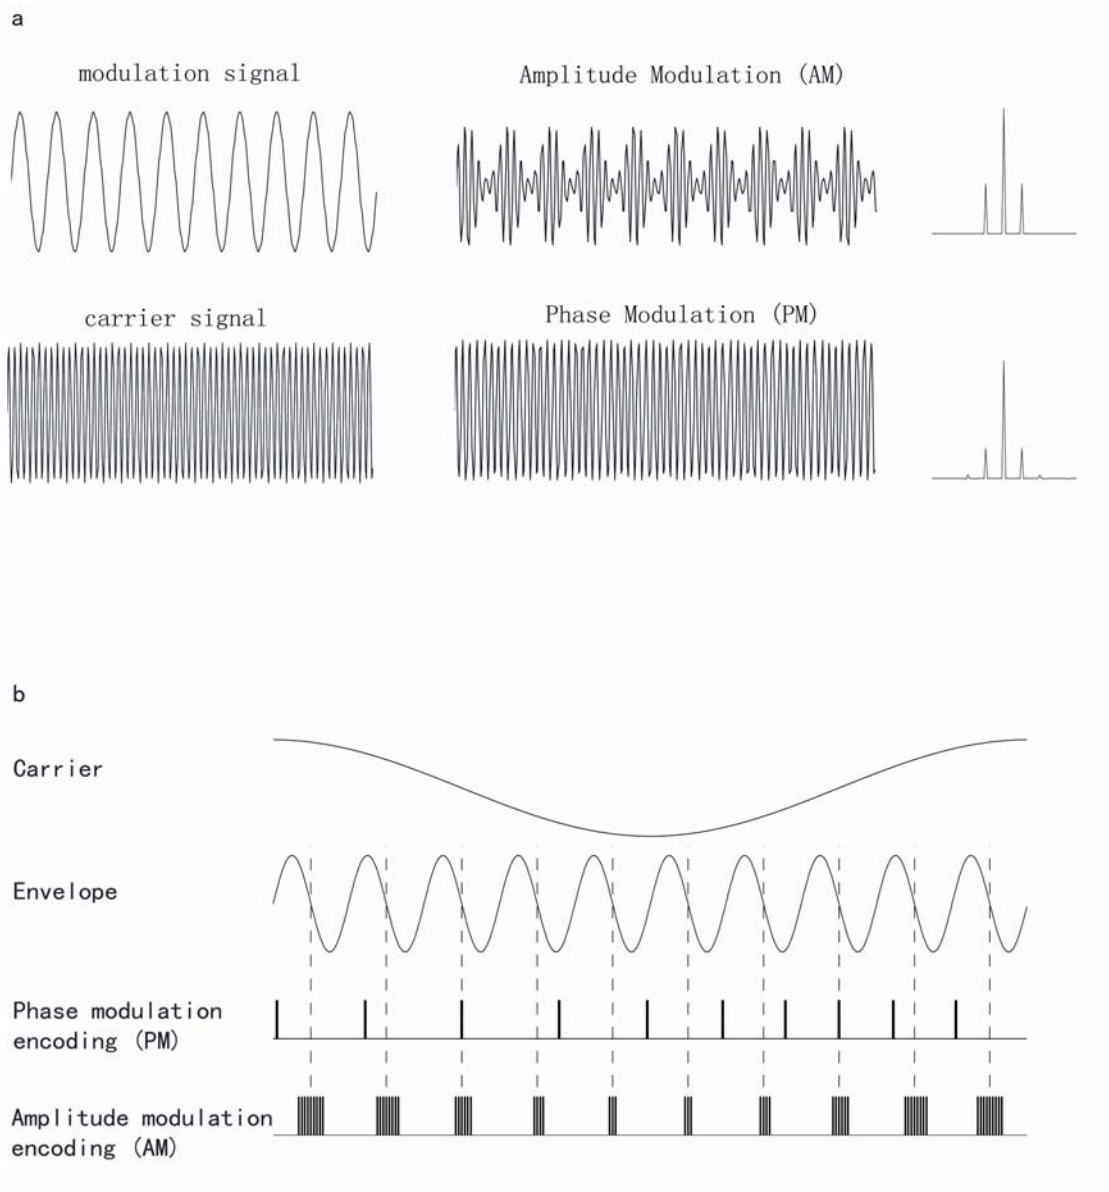 a
modulation signal
Amplitude Modulation (AM)
carrier signal
Phase Modulation (PM)
b
Carrier
Envelope
Phase modulation
encoding (PM)
Amplitude modulation
encoding (AM)